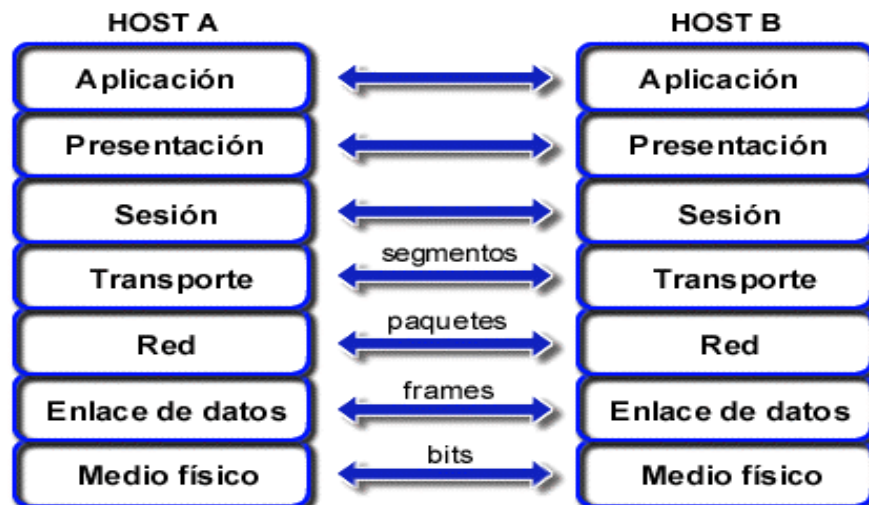 HOST A HOST B
Aplicación Aplicación
Presentación Presentación
Sesión Sesión
segmentos
Transporte Transporte
paquetes
Red Red
frames
Enlace de datos Enlace de datos
bits
Medio físico Medio físico